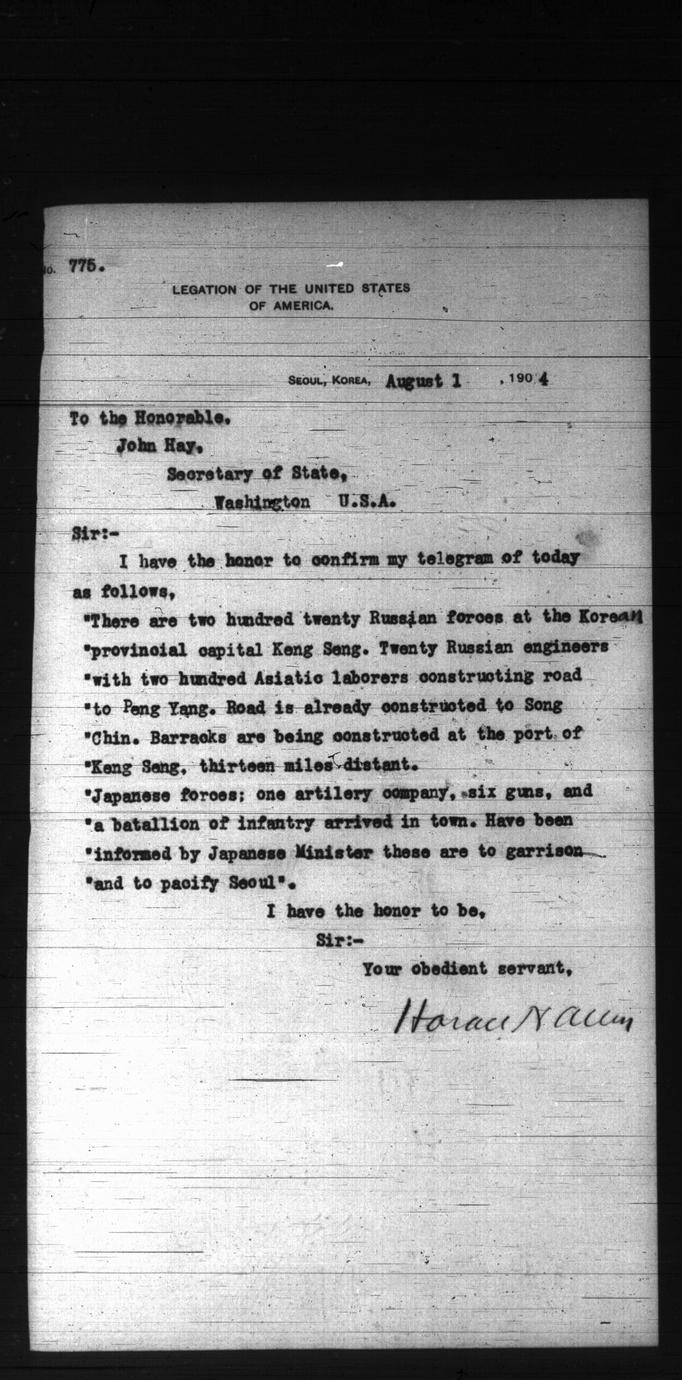 No. 775.
LEGATION OF THE UNITED STATES
OF AMERICA.
SEOUL, KOREA, August 1 , 190 4
To the Honorable.
John Hay,
Secretary of State,
Washington U.S.A.
Sir:-
I have the honor to confirm my telegram of today
as follows,
"There are two hundred twenty Russian forces at the Korean
"provincial capital Keng Seng. Twenty Russian engineers
"with two hundred Asiatic laborers constructing road
"to Peng Yang. Road is already constructed to Song
"Chin. Barracks are being constructed at the port of
"Keng Seng, thirteen miles distant.
"Japanese forces; one artilery company, six guns, and
"a batallion of infantry arrived in town. Have been
"informed by Japanese Minister these are to garrison
"and to pacify Seoul".
I have the honor to be,
Sir:-
Your obedient servant,
Horace N Allen